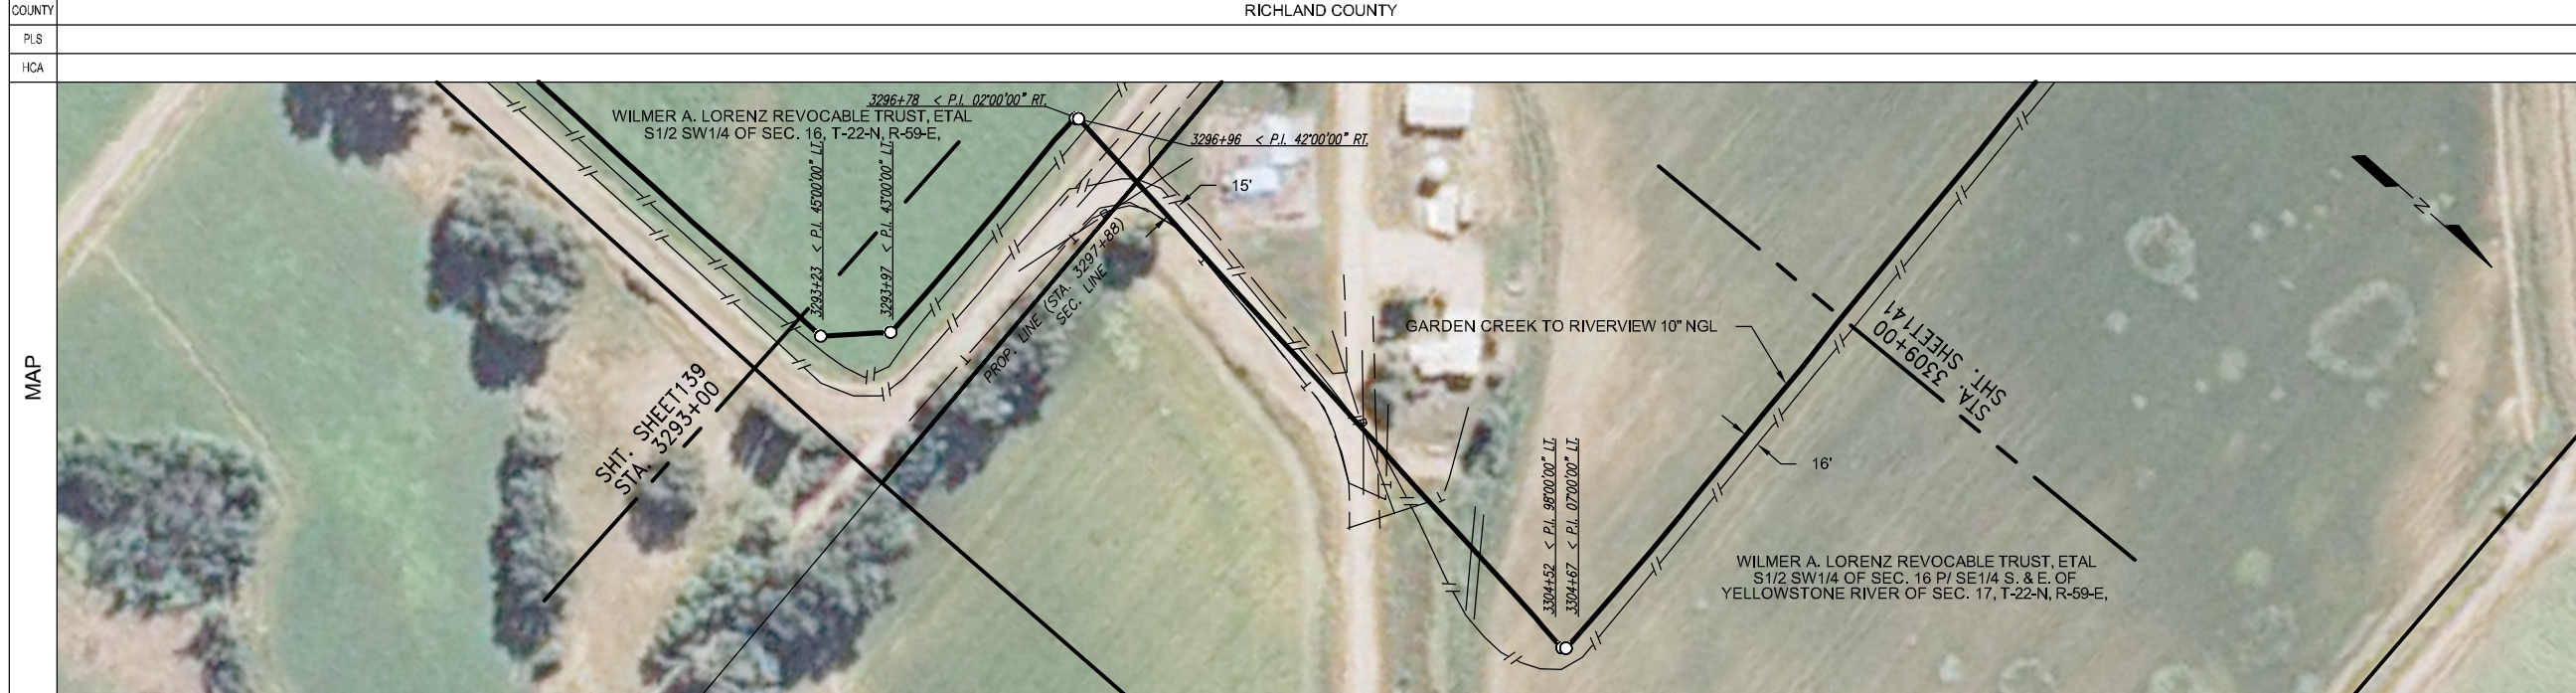 COUNTY
RICHLAND COUNTY
PLS
HCA
MAP
3296+78 < P.I. 02°00'00" RT.
WILMER A. LORENZ REVOCABLE TRUST, ETAL
S1/2 SW1/4 OF SEC. 16, T-22-N, R-59-E,
3296+96 < P.I. 42°00'00" RT.
15'
3293+23 < P.I. 45°00'00" LT.
3293+97 < P.I. 43°00'00" LT.
PROP. LINE (STA. 3297+88)
SEC. LINE
N
GARDEN CREEK TO RIVERVIEW 10" NGL
STA. 3309+00
SHT. SHEET141
SHT. SHEET139
STA. 3293+00
16'
3304+52 < P.I. 98°00'00" LT.
3304+67 < P.I. 07°00'00" LT.
WILMER A. LORENZ REVOCABLE TRUST, ETAL
S1/2 SW1/4 OF SEC. 16 P/ SE1/4 S. & E. OF
YELLOWSTONE RIVER OF SEC. 17, T-22-N, R-59-E,